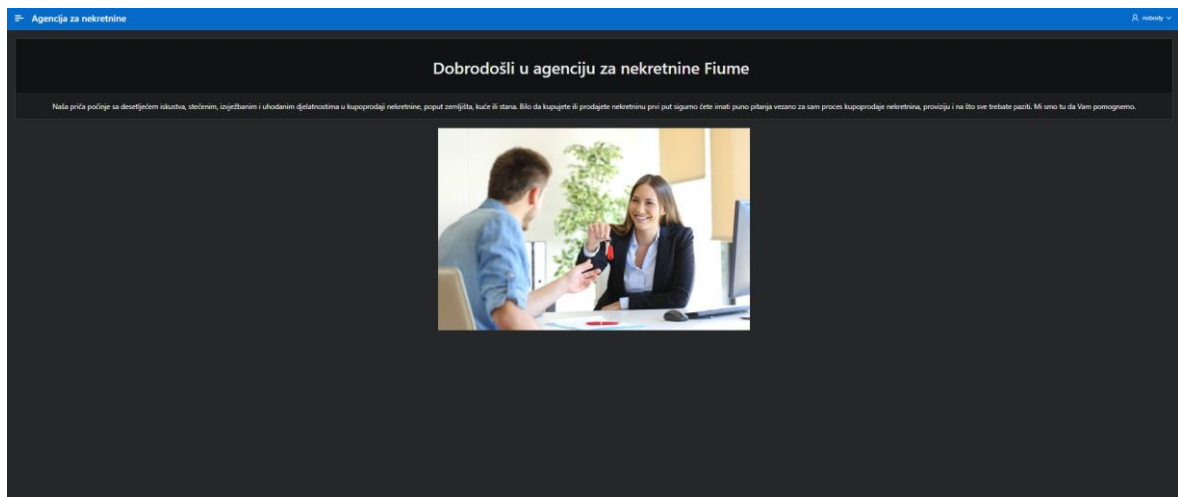 Agencija za nekretnine
nobody
Dobrodošli u agenciju za nekretnine Fiume
Naša priča počinje sa desetljećem iskustva, stečenim, izvježbanim i uhodanim djelatnostima u kupoprodaji nekretnine, poput zemljišta, kuće ili stana. Bilo da kupujete ili prodajete nekretninu prvi put sigurno ćete imati puno pitanja vezano za sam proces kupoprodaje nekretnina, proviziju i na što sve trebate paziti. Mi smo tu da Vam pomognemo.